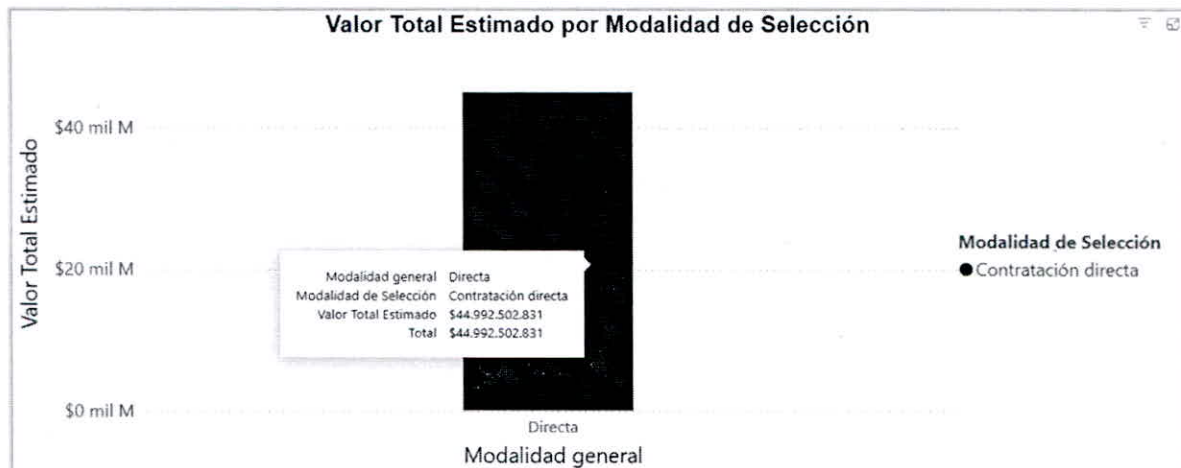 Valor Total Estimado por Modalidad de Selección
Valor Total Estimado
$40 mil M
$20 mil M
$0 mil M
Modalidad general Directa
Modalidad de Selección Contratación directa
Valor Total Estimado $44.992.502.831
Total $44.992.502.831
Directa
Modalidad general
Modalidad de Selección
Contratación directa